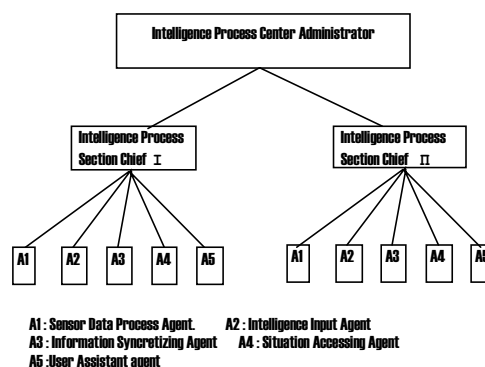 Intelligence Process Center Administrator
Intelligence Process
Section Chief I
Intelligence Process
Section Chief II
A1 A2 A3 A4 A5 A1 A2 A3 A4 A5
A1 : Sensor Data Process Agent. A2 : Intelligence Input Agent
A3 : Information Syncretizing Agent A4 : Situation Accessing Agent
A5 :User Assistant agent